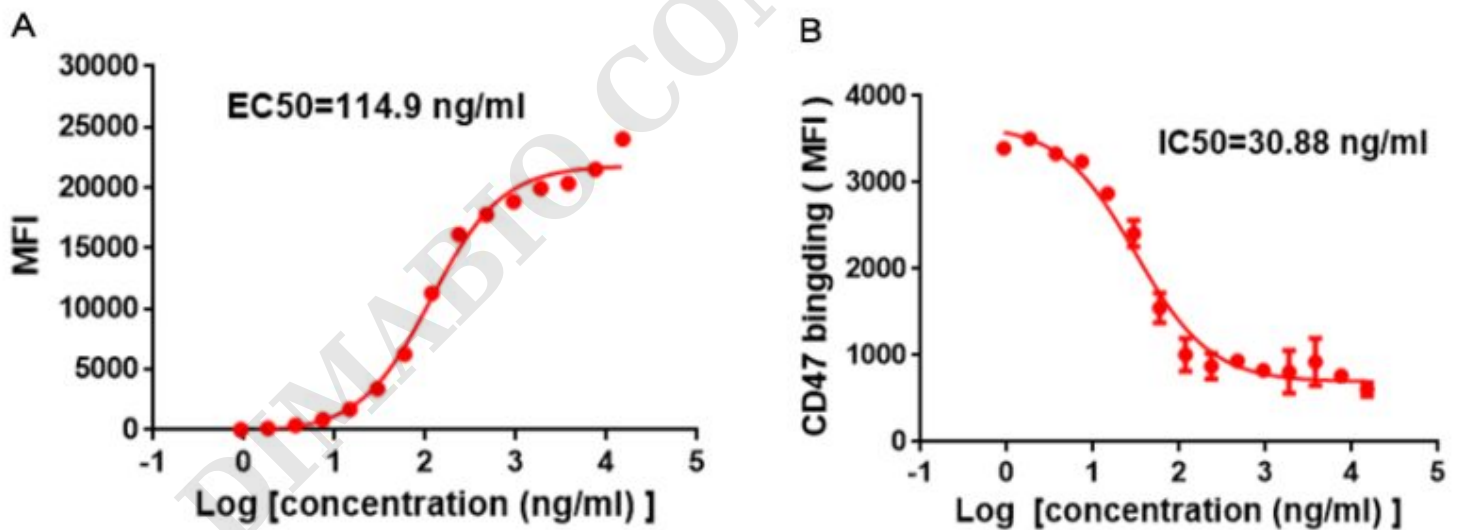 A
30000
25000
20000
15000
10000
5000
0
MFI
EC50=114.9 ng/ml
-1
0
1
2
3
4
5
Log [concentration (ng/ml) ]
B
4000
3000
2000
1000
0
CD47 bingding ( MFI )
IC50=30.88 ng/ml
-1
0
1
2
3
4
5
Log [concentration (ng/ml) ]
DIMABIO.COM